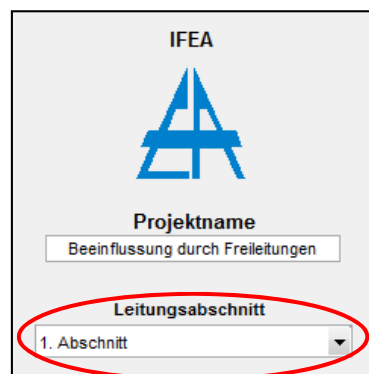 IFEA
Projektname
Beeinflussung durch Freileitungen
Leitungsabschnitt
1. Abschnitt